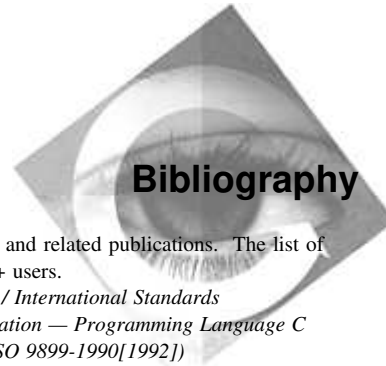 Bibliography
and related publications. The list of
+ users.
/ International Standards
ation — Programming Language C
SO 9899-1990[1992])